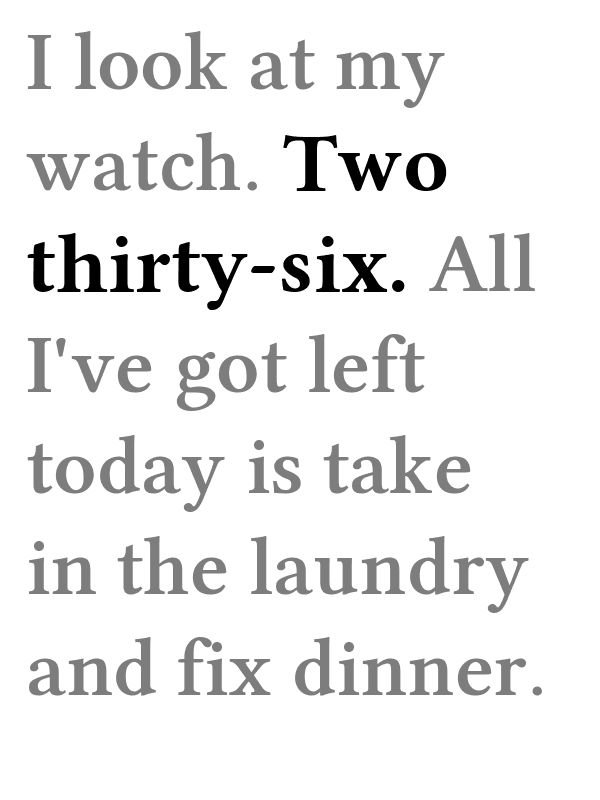 I look at my
watch. Two
thirty-six. All
I've got left
today is take
in the laundry
and fix dinner.